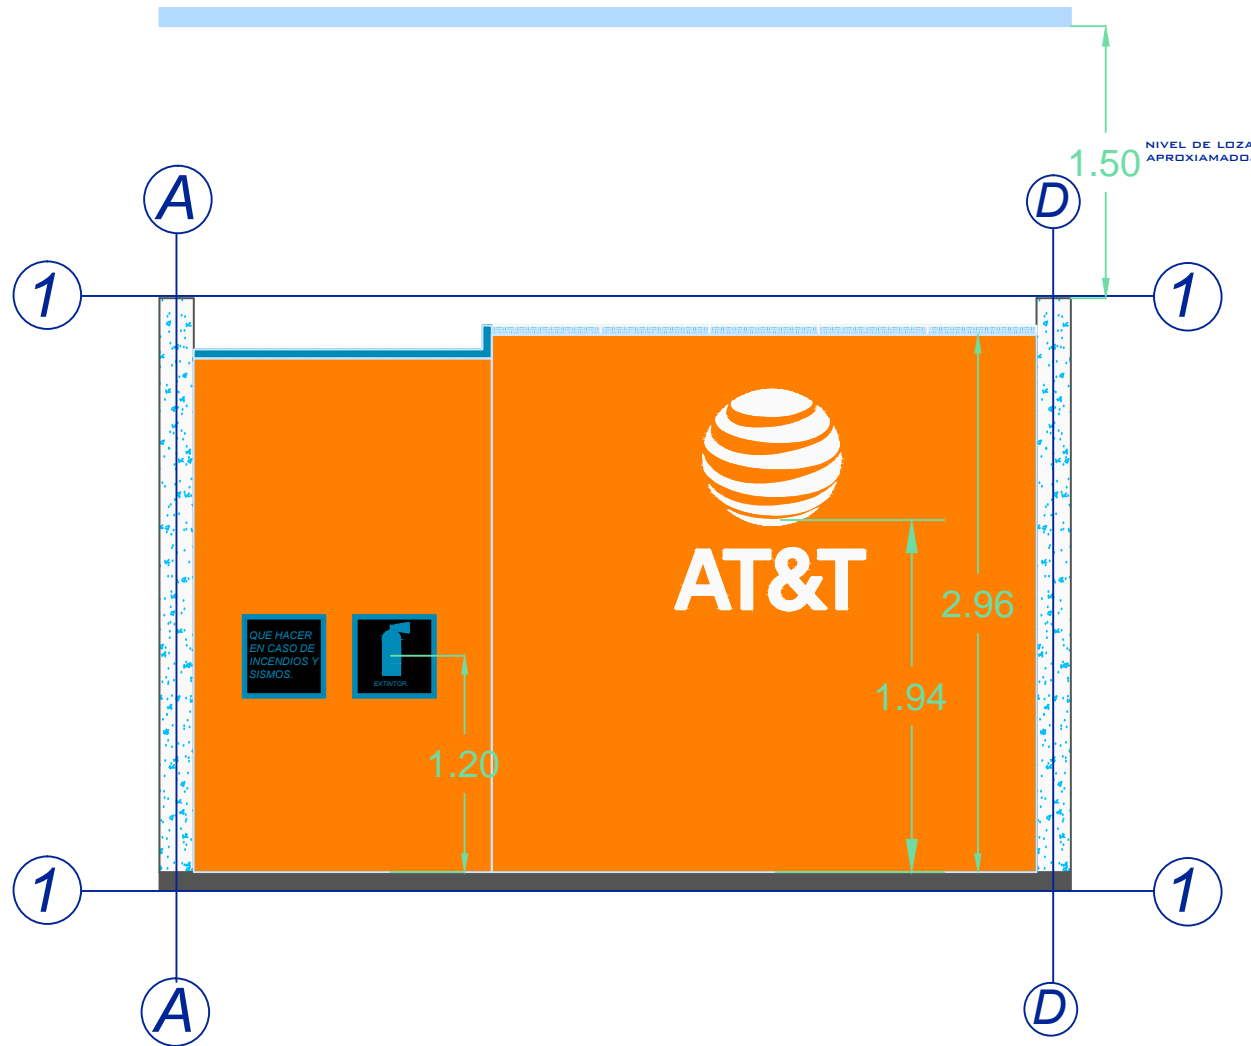 1.50
NIVEL DE LOZA
APROXIAMADO.
A
D
1
1
AT&T
2.96
QUE HACER
EN CASO DE
INCENDIOS Y
SISMOS.
EXTINTOR.
1.94
1.20
1
1
A
D